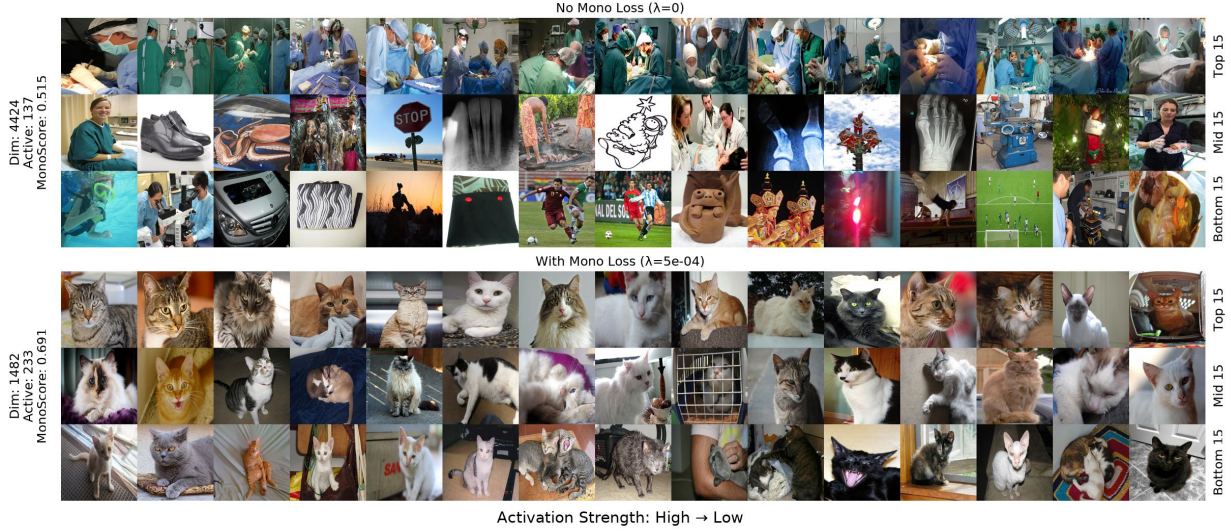 No Mono Loss (λ=0)
Dim: 4424
Active: 137
MonoScore: 0.515
Top 15
Mid 15
Bottom 15
STOP
With Mono Loss (λ=5e-04)
Dim: 1482
Active: 233
MonoScore: 0.691
Top 15
Mid 15
Bottom 15
Activation Strength: High → Low